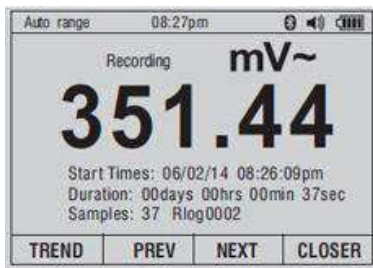 Auto range 08:27pm
Recording mV~
351.44
Start Times: 06/02/14 08:26:09pm
Duration: 00days 00hrs 00min 37sec
Samples: 37 Rlog0002
TREND PREV NEXT CLOSER